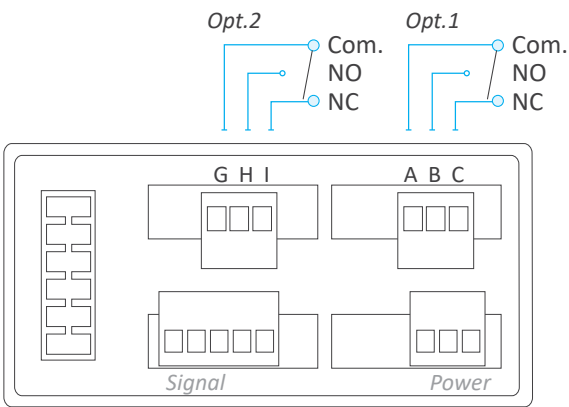 Opt.2 Opt.1
Com. Com.
NO NO
NC NC
G H I A B C
Signal Power